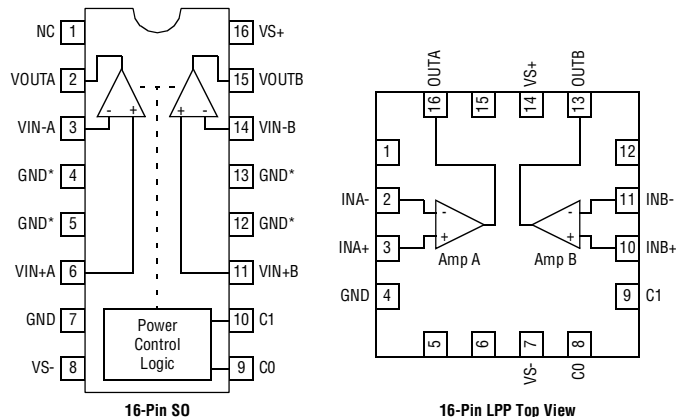 NC 1
16 VS+
VOUTA 2
15 VOUTB
- +
+ -
VIN-A 3
14 VIN-B
GND* 4
13 GND*
GND* 5
12 GND*
VIN+A 6
11 VIN+B
GND 7
10 C1
Power
Control
Logic
VS- 8
9 C0
16-Pin SO
OUTA
VS+
OUTB
16
15
14
13
1
12
INA- 2
-
-
11 INB-
INA+ 3
+
+
10 INB+
Amp A
Amp B
GND 4
9 C1
5
6
7
8
VS-
C0
16-Pin LPP Top View